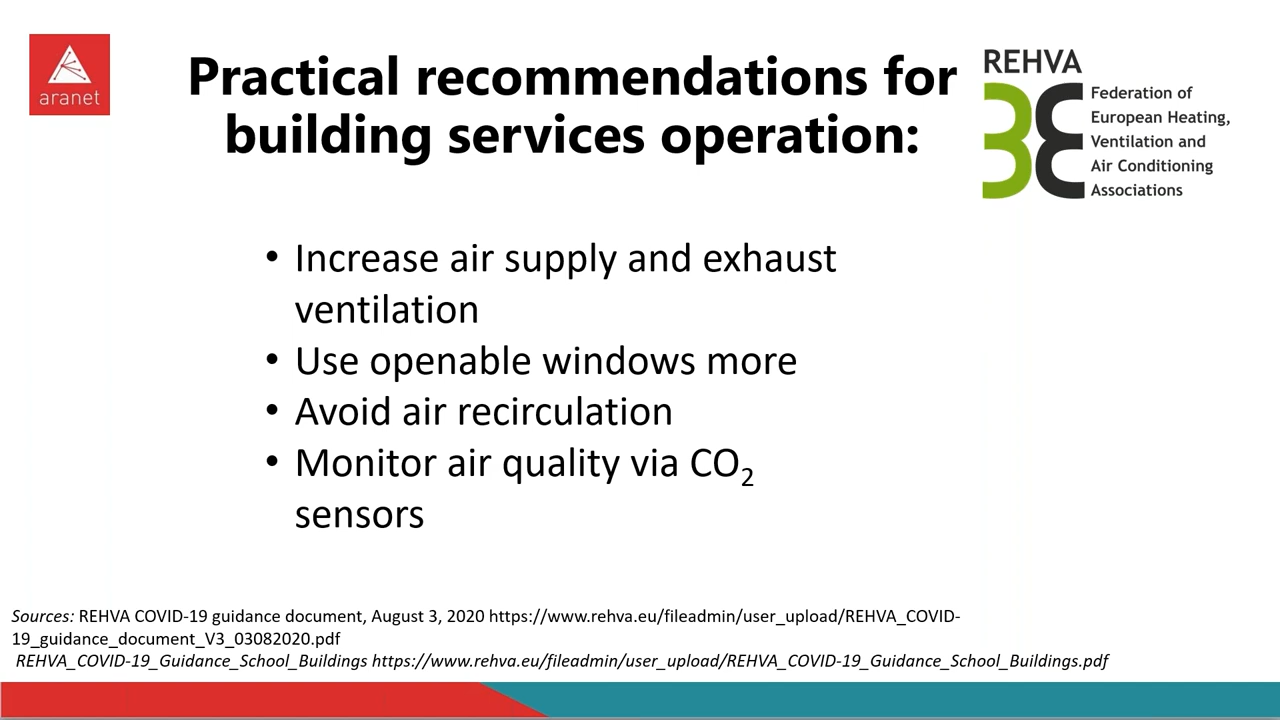 aranet
Practical recommendations for
building services operation:
REHVA
Federation of
European Heating,
Ventilation and
Air Conditioning
Associations
• Increase air supply and exhaust
ventilation
• Use openable windows more
• Avoid air recirculation
• Monitor air quality via CO₂
sensors
Sources: REHVA COVID-19 guidance document, August 3, 2020 https://www.rehva.eu/fileadmin/user_upload/REHVA_COVID-
19_guidance_document_V3_03082020.pdf
REHVA_COVID-19_Guidance_School_Buildings https://www.rehva.eu/fileadmin/user_upload/REHVA_COVID-19_Guidance_School_Buildings.pdf